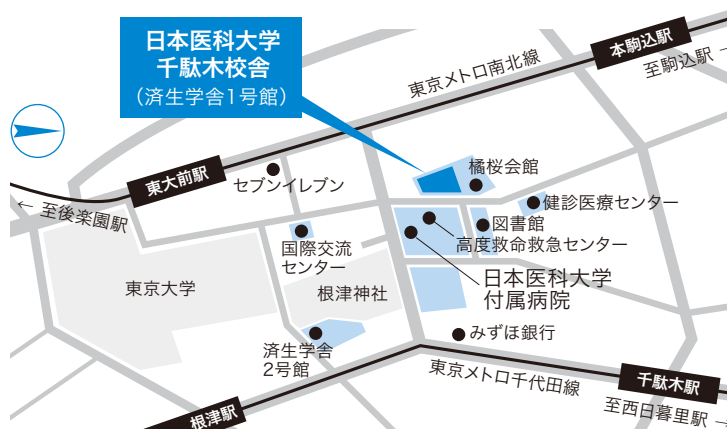 日本医科大学
千駄木校舎
（済生学舎1号館）
本駒込駅
至駒込駅 →
東京メトロ南北線
東大前駅
セブンイレブン
橘桜会館
← 至後楽園駅
健診医療センター
図書館
高度救命救急センター
国際交流
センター
日本医科大学
付属病院
東京大学
根津神社
みずほ銀行
済生学舎
2号館
東京メトロ千代田線
千駄木駅
根津駅
至西日暮里駅 →